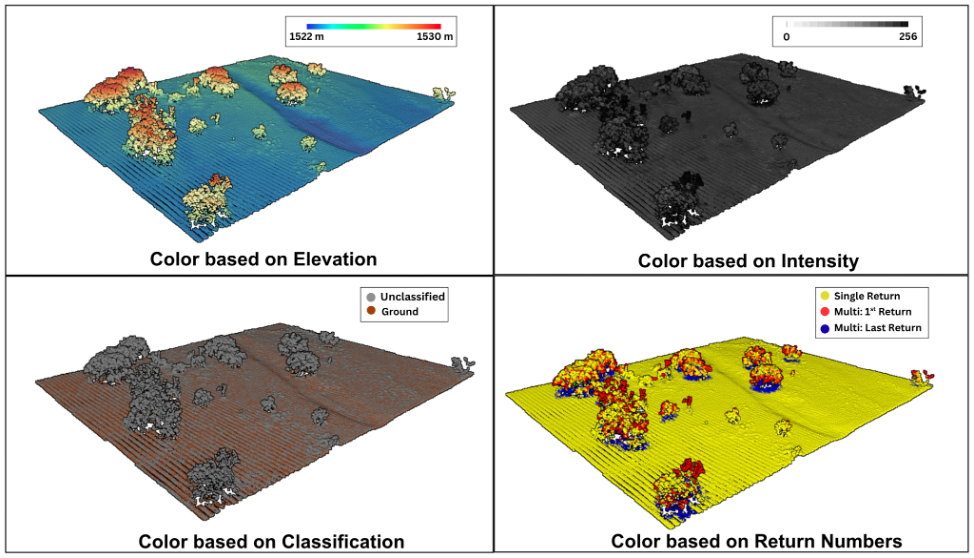 1522 m 1530 m
Color based on Elevation
0 256
Color based on Intensity
Unclassified
Ground
Color based on Classification
Single Return
Multi: 1st Return
Multi: Last Return
Color based on Return Numbers